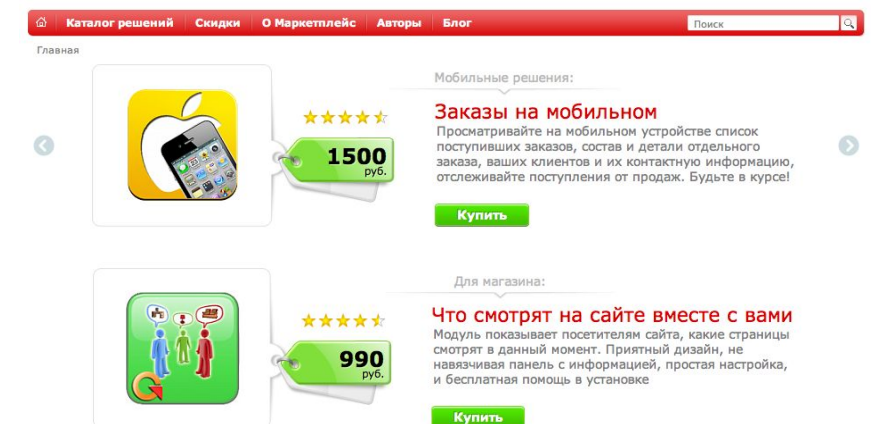 Каталог решений Скидки О Маркетплейс Авторы Блог Поиск
Главная
Мобильные решения:
Заказы на мобильном
Просматривайте на мобильном устройстве список
поступивших заказов, состав и детали отдельного
заказа, ваших клиентов и их контактную информацию,
отслеживайте поступления от продаж. Будьте в курсе!
1500
руб.
Купить
Для магазина:
Что смотрят на сайте вместе с вами
Модуль показывает посетителям сайта, какие страницы
смотрят в данный момент. Приятный дизайн, не
навязчивая панель с информацией, простая настройка,
и бесплатная помощь в установке
990
руб.
Купить